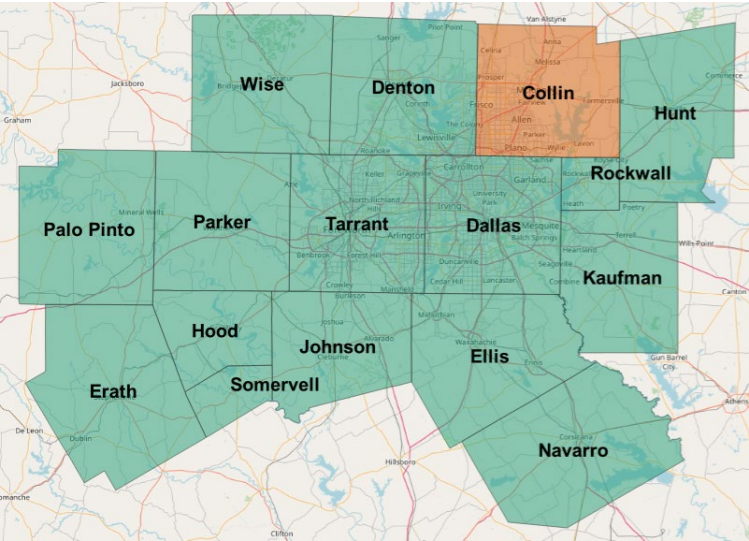 Van Alstyne
Pilot Point
Sanger
Celina
Anna
Melissa
Jacksboro
Wise
Denton
Prosper
Collin
Commerce
Corinth
Frisco
Fairview
Farmersville
Graham
The Colony
Allen
Hunt
Lewisville
Parker
Plano
Wylie
Lavon
Roanoke
Sachse
Royse City
Azle
Keller
Grapevine
Carrollton
Garland
Rockwall
Mineral Wells
North Richland
Hills
Irving
University
Park
Heath
Poetry
Palo Pinto
Parker
Tarrant
Arlington
Dallas
Mesquite
Balch Springs
Terrell
Wills Point
Benbrook
Forest Hill
Duncanville
Seagoville
Heartland
Kaufman
Crowley
Mansfield
Cedar Hill
Lancaster
Combine
Canton
Burleson
Hood
Joshua
Midlothian
Johnson
Alvarado
Waxahachie
Cleburne
Ellis
Ennis
Gun Barrel
City
Erath
Somervell
Athens
De Leon
Dublin
Corsicana
Navarro
Hillsboro
Comanche
Clifton